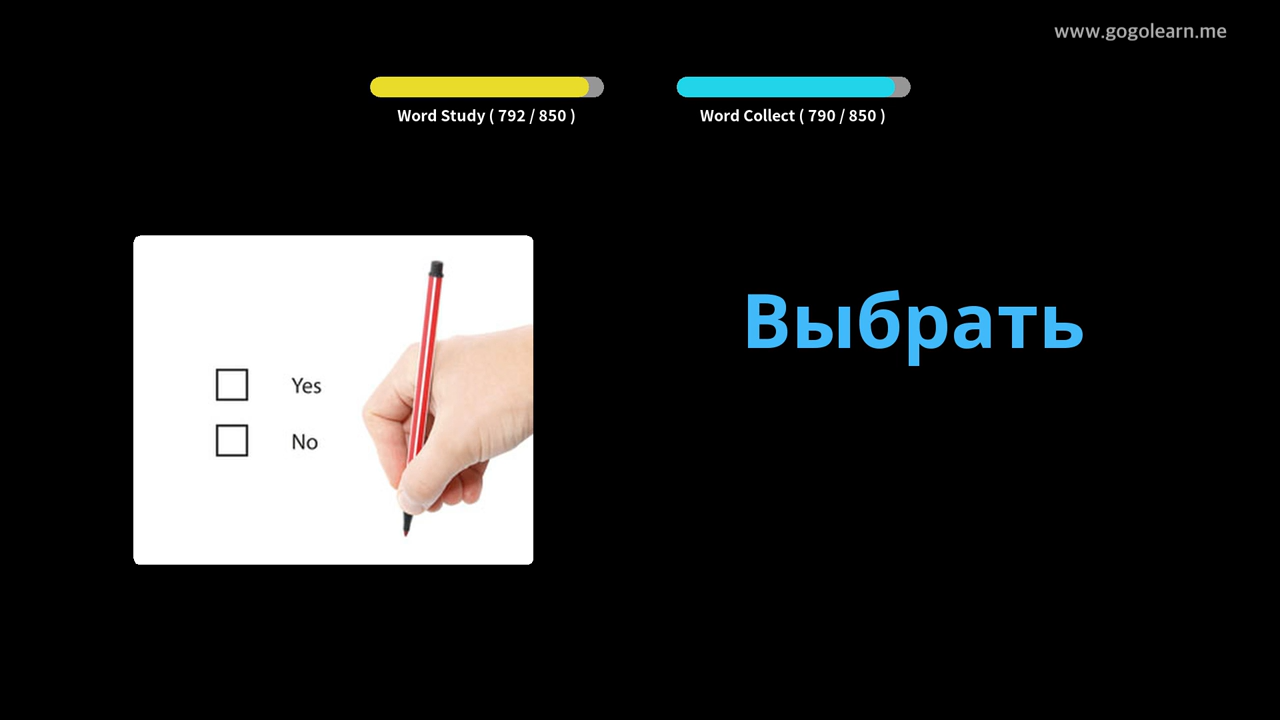 www.gogolearn.me
Word Study ( 792 / 850 )
Word Collect ( 790 / 850 )
Выбрать
Yes
No